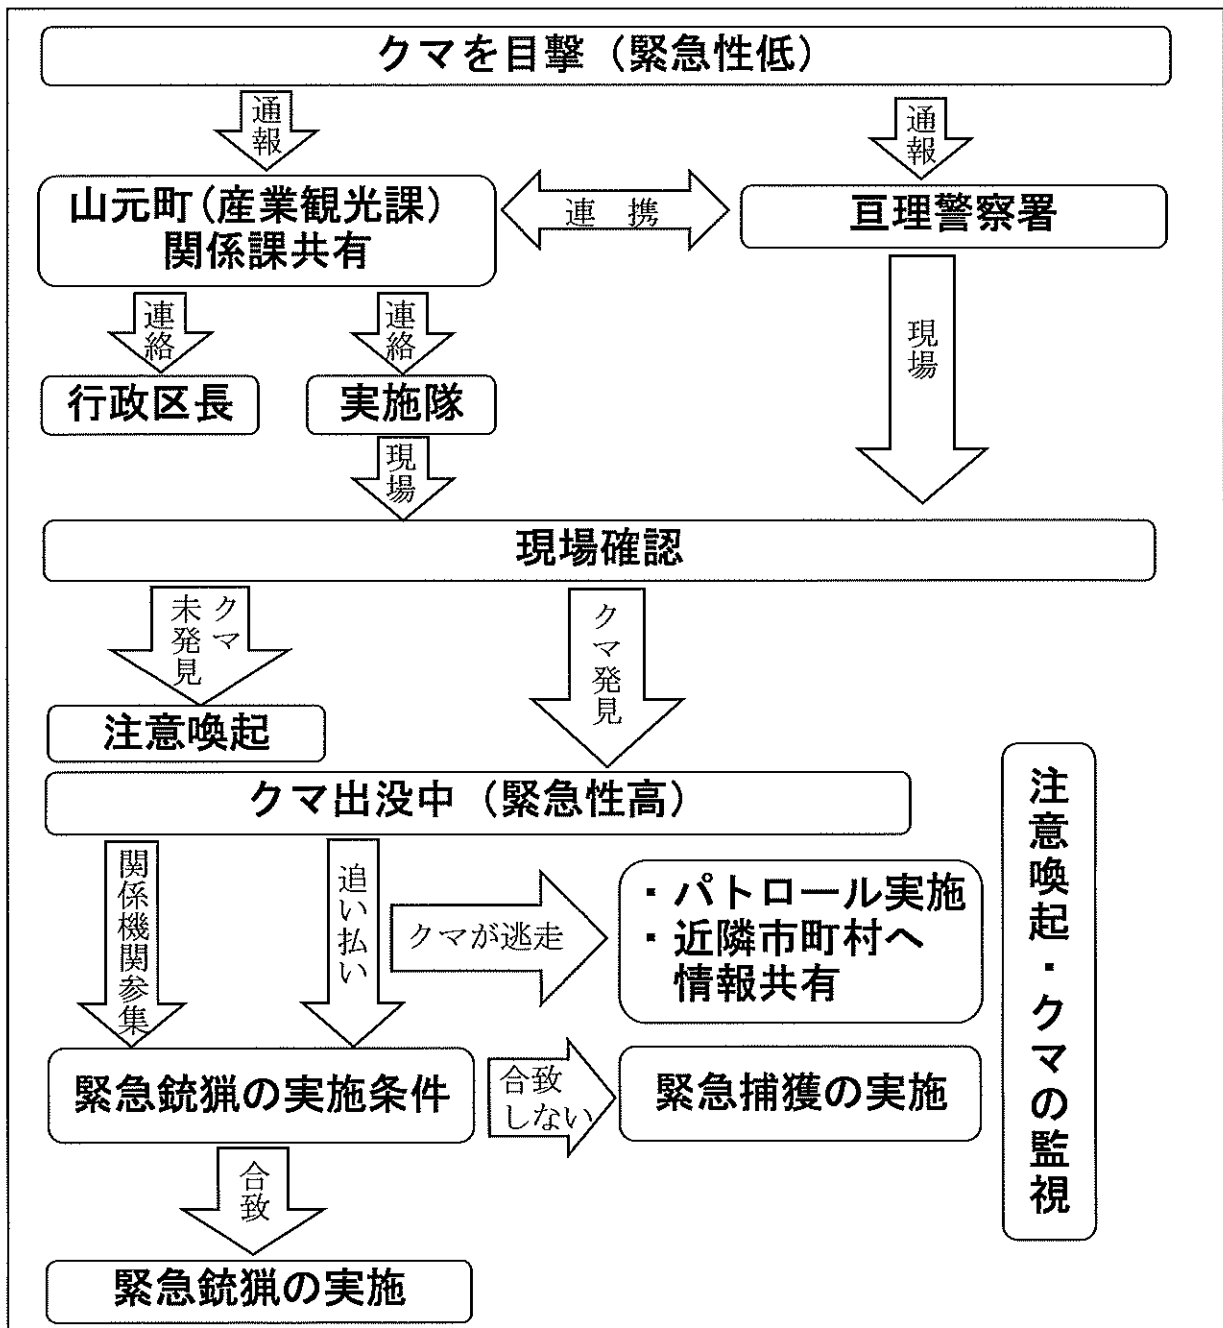 クマを目撃（緊急性低）
通報
通報
山元町（産業観光課）
関係課共有
連　携
亘理警察署
連絡
連絡
現場
行政区長
実施隊
現場
現場確認
クマ
未発見
クマ発見
注意喚起
クマ出没中（緊急性高）
関係機関参集
追い払い
クマが逃走
・パトロール実施
・近隣市町村へ
情報共有
注意喚起・クマの監視
緊急銃猟の実施条件
合致
しない
緊急捕獲の実施
合致
緊急銃猟の実施